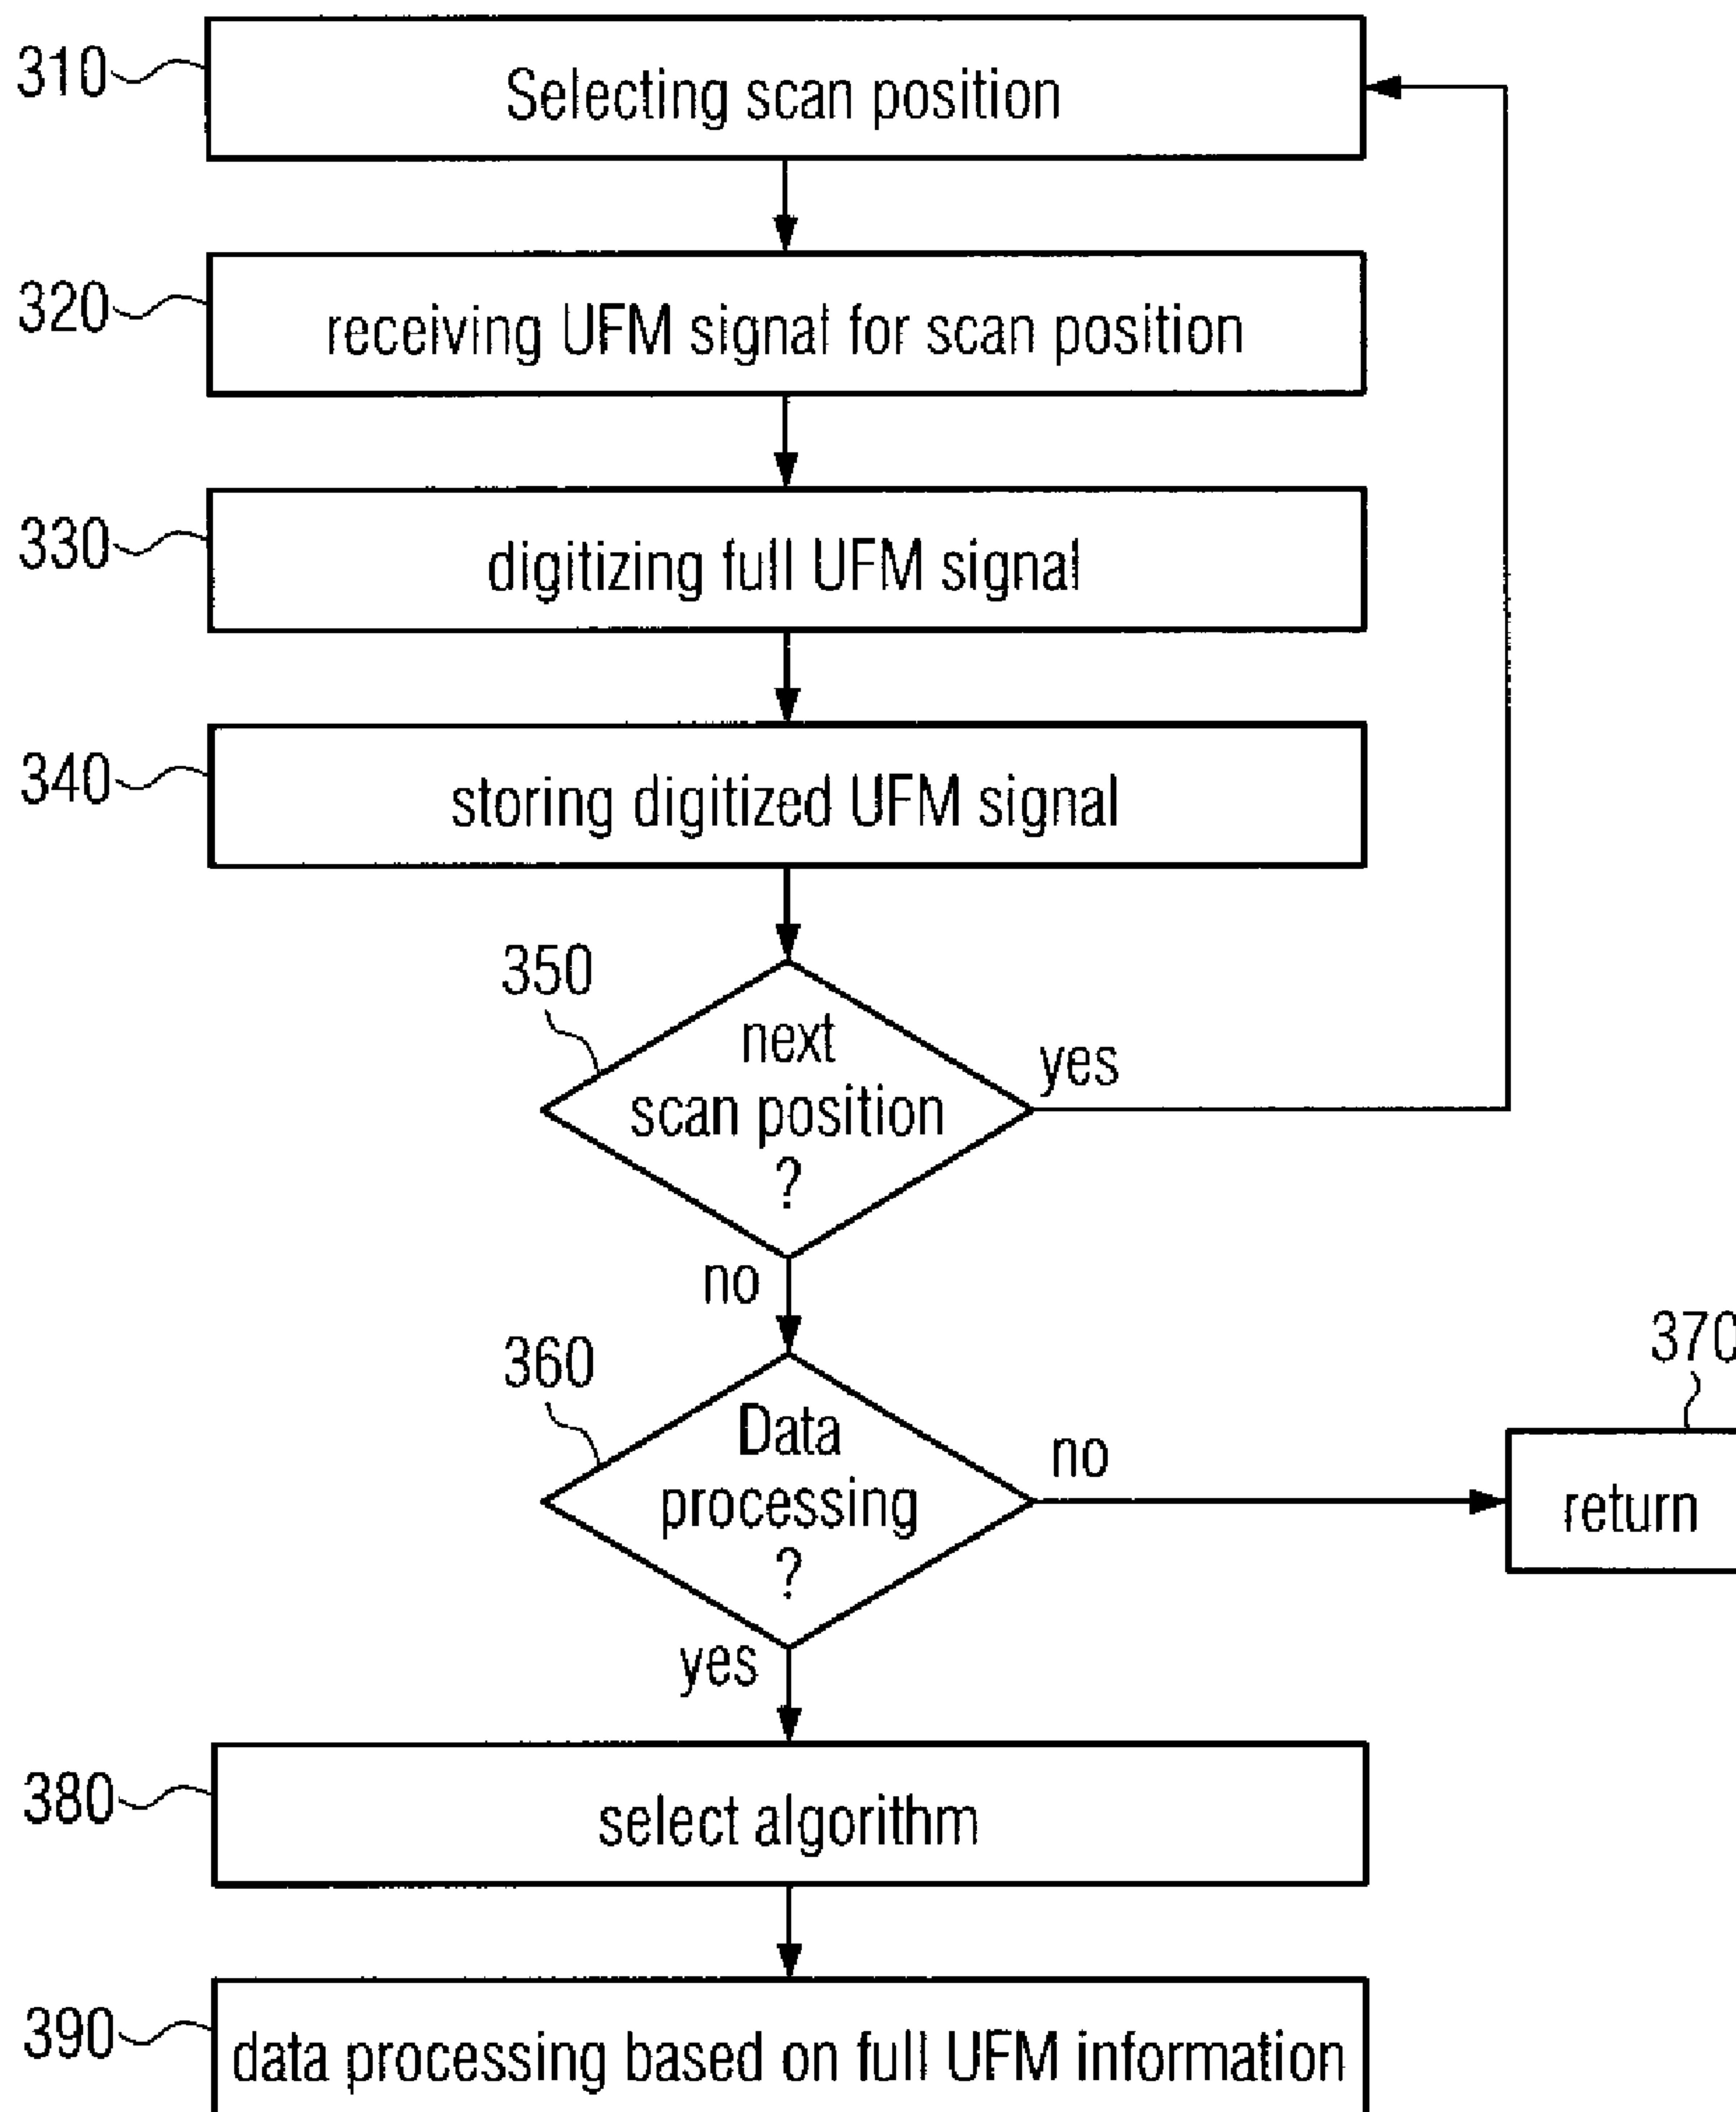 310
Selecting scan position
320
receiving UFM signal for scan position
330
digitizing full UFM signal
340
storing digitized UFM signal
350
next
scan position
?
yes
no
360
Data
processing
?
no
370
return
yes
380
select algorithm
390
data processing based on full UFM information